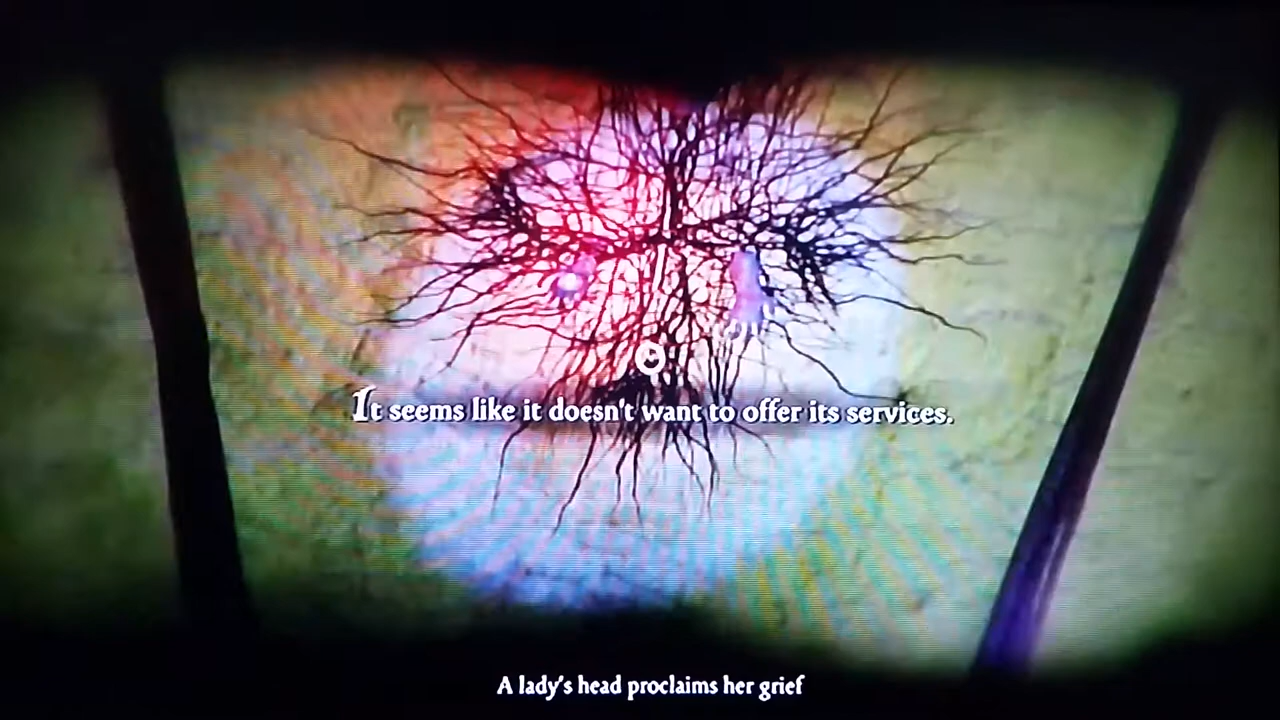 It seems like it doesn't want to offer its services.
A lady's head proclaims her grief